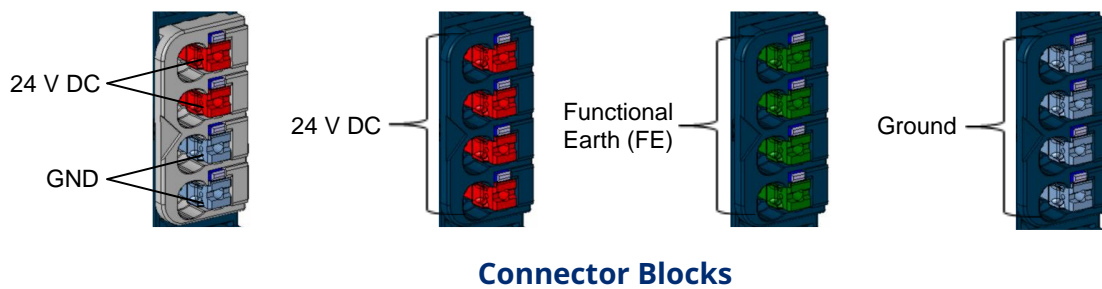 24 V DC
GND
24 V DC
Functional
Earth (FE)
Ground
Connector Blocks